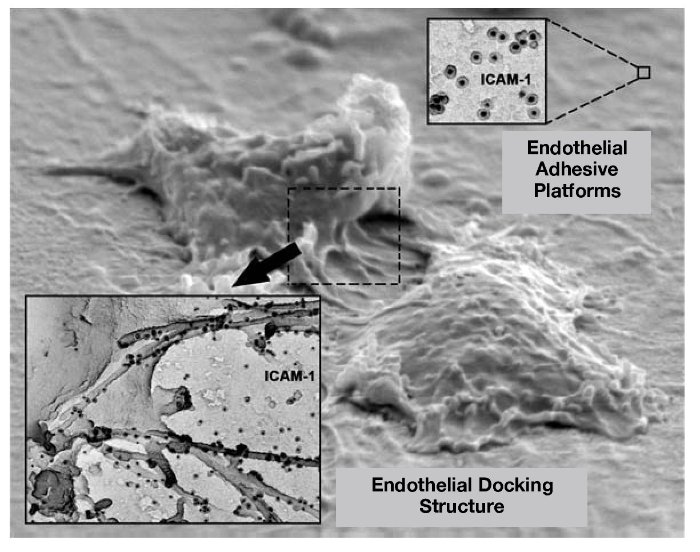 ICAM-1
Endothelial
Adhesive
Platforms
ICAM-1
Endothelial Docking
Structure